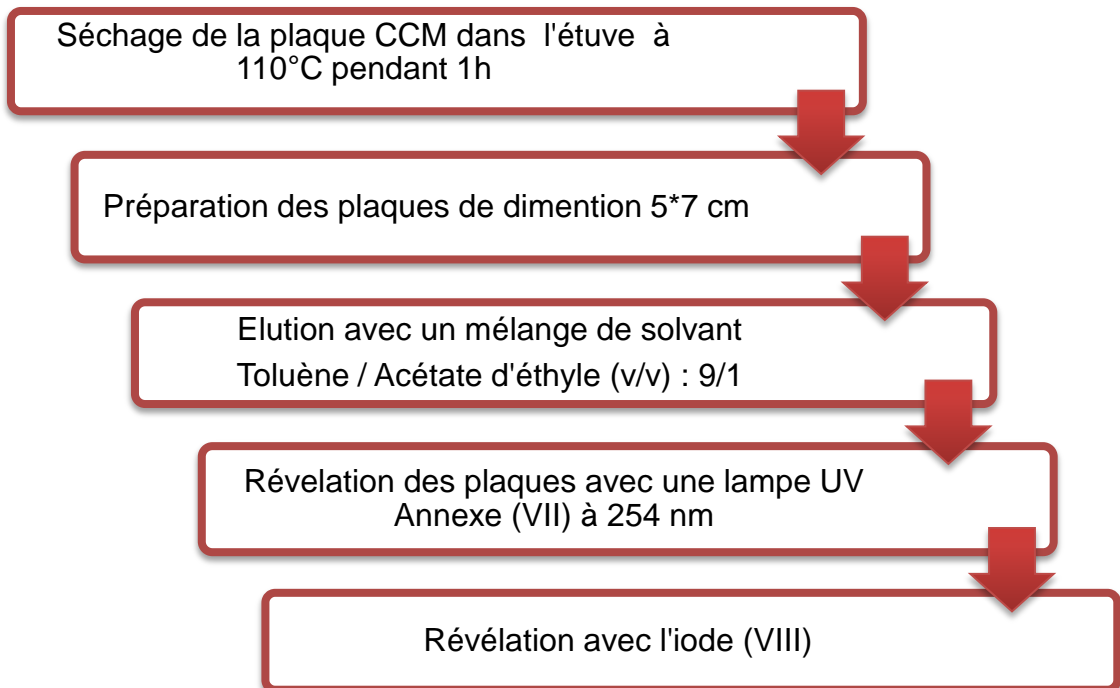 Séchage de la plaque CCM dans l'étuve à
110°C pendant 1h
Préparation des plaques de dimention 5*7 cm
Elution avec un mélange de solvant
Toluène / Acétate d'éthyle (v/v) : 9/1
Révelation des plaques avec une lampe UV
Annexe (VII) à 254 nm
Révélation avec l'iode (VIII)